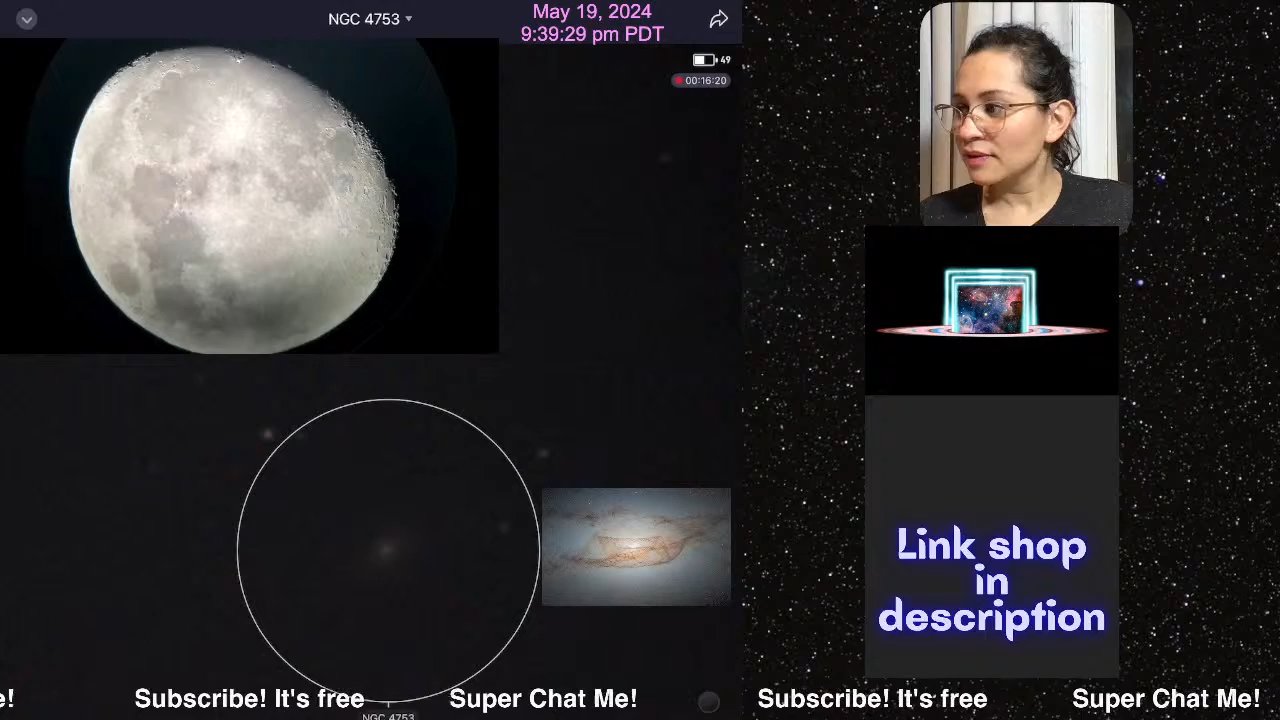 NGC 4753
May 19, 2024
9:39:29 pm PDT
49
00:16:20
Link shop
in
description
NGC 4753
e! Subscribe! It's free Super Chat Me! Subscribe! It's free Super Chat Me!